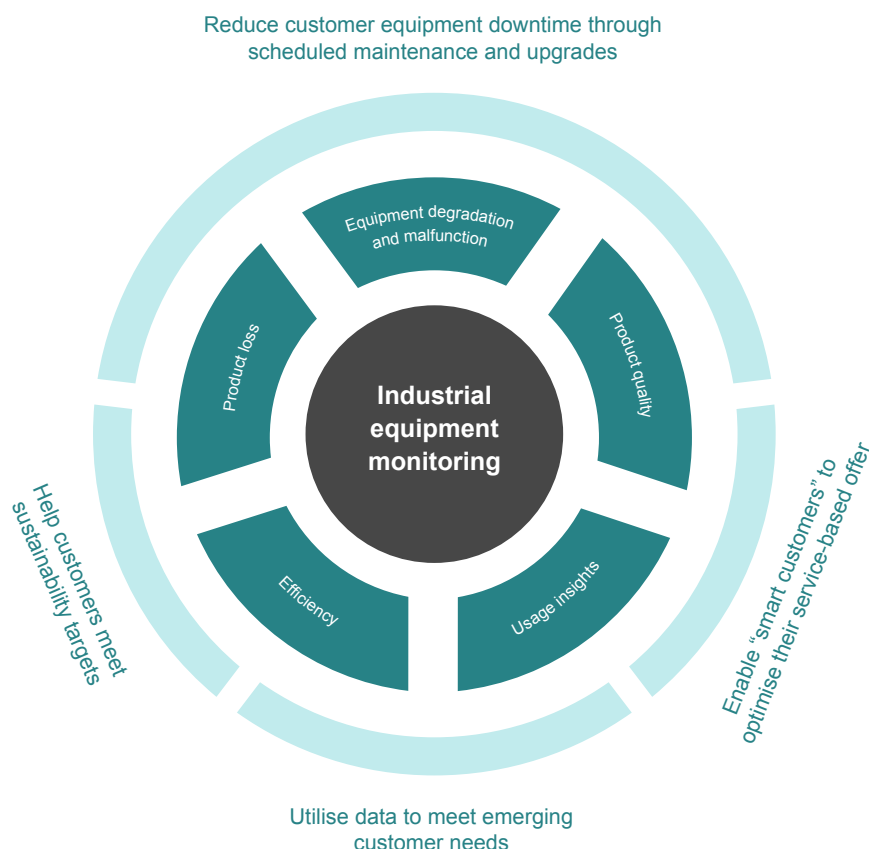 Reduce customer equipment downtime through
scheduled maintenance and upgrades
Equipment degradation
and malfunction
Product loss
Product quality
Industrial
equipment
monitoring
Help customers meet
sustainability targets
Enable “smart customers” to
optimise their service-based offer
Efficiency
Usage insights
Utilise data to meet emerging
customer needs